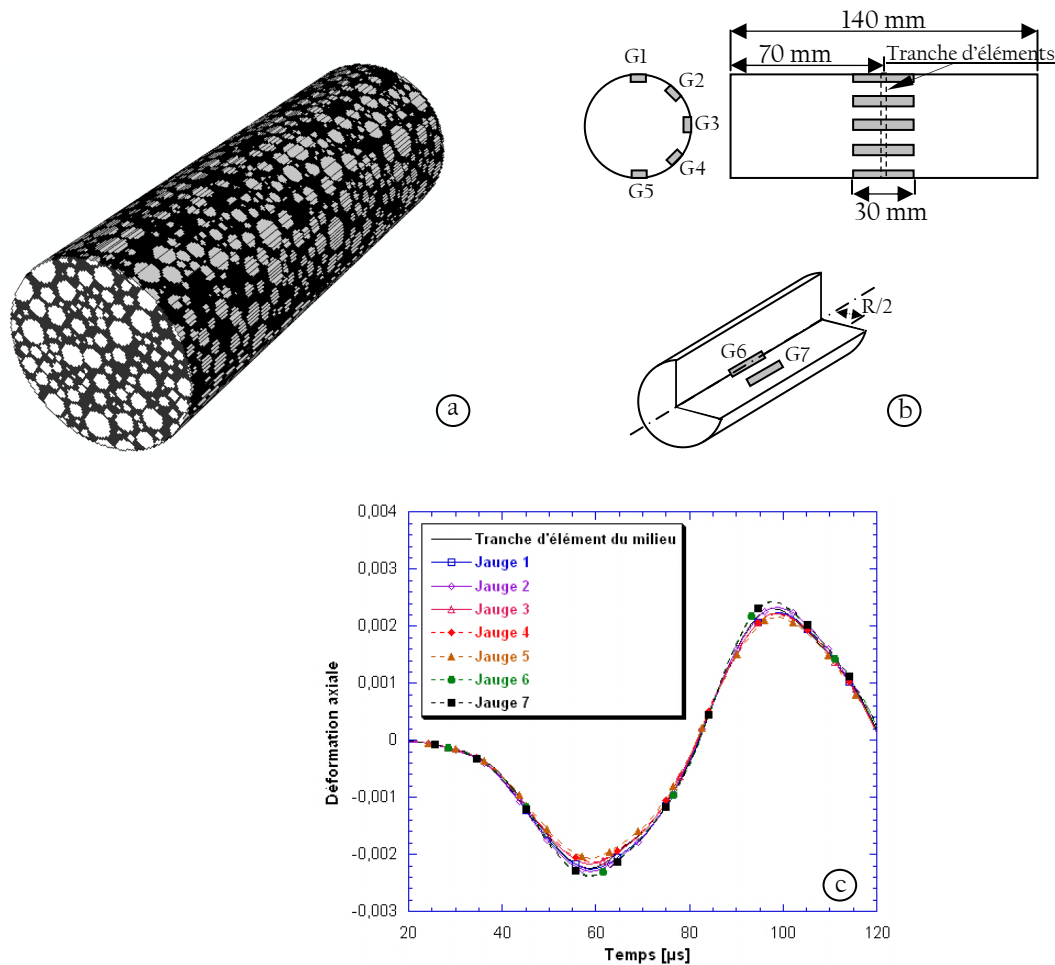 140 mm
70 mm
Tranche d'éléments
G1
G2
G3
G4
G5
30 mm
R/2
G6
G7
a
b
0,004
0,003
0,002
0,001
0
-0,001
-0,002
-0,003
Déformation axiale
Tranche d'élément du milieu
Jauge 1
Jauge 2
Jauge 3
Jauge 4
Jauge 5
Jauge 6
Jauge 7
c
20
40
60
80
100
120
Temps [µs]